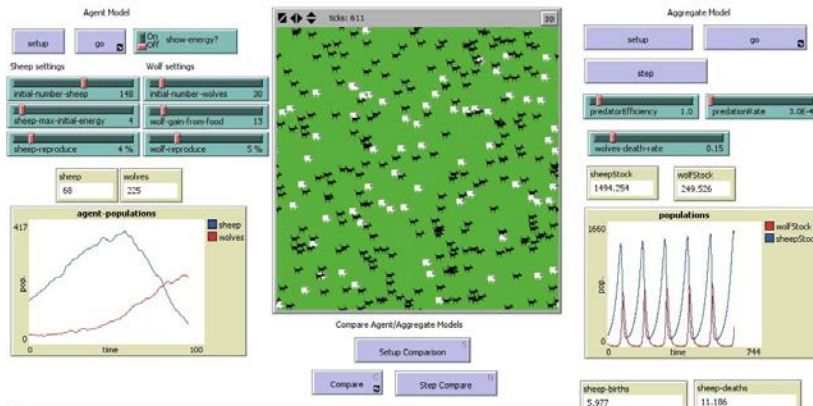 Agent Model
setup
go
On
Off
show-energy?
Sheep settings
Wolf settings
initial-number-sheep 148
initial-number-wolves 30
sheep-max-initial-energy 4
wolf-gain-from-food 13
sheep-reproduce 4 %
wolf-reproduce 5 %
sheep
68
wolves
225
agent-populations
417
pop.
0
0
time
100
sheep
wolves
ticks: 611
3D
Compare Agent/Aggregate Models
Setup Comparison S
Compare C
Step Compare N
Aggregate Model
setup
go
step
predatorEfficiency 1.0
predationRate 3.0E-4
wolves-death-rate 0.15
sheepStock
1494.254
wolfStock
249.526
populations
1660
pop.
0
0
time
744
wolfStock
sheepStoc
sheep-births
5.977
sheep-deaths
11.186